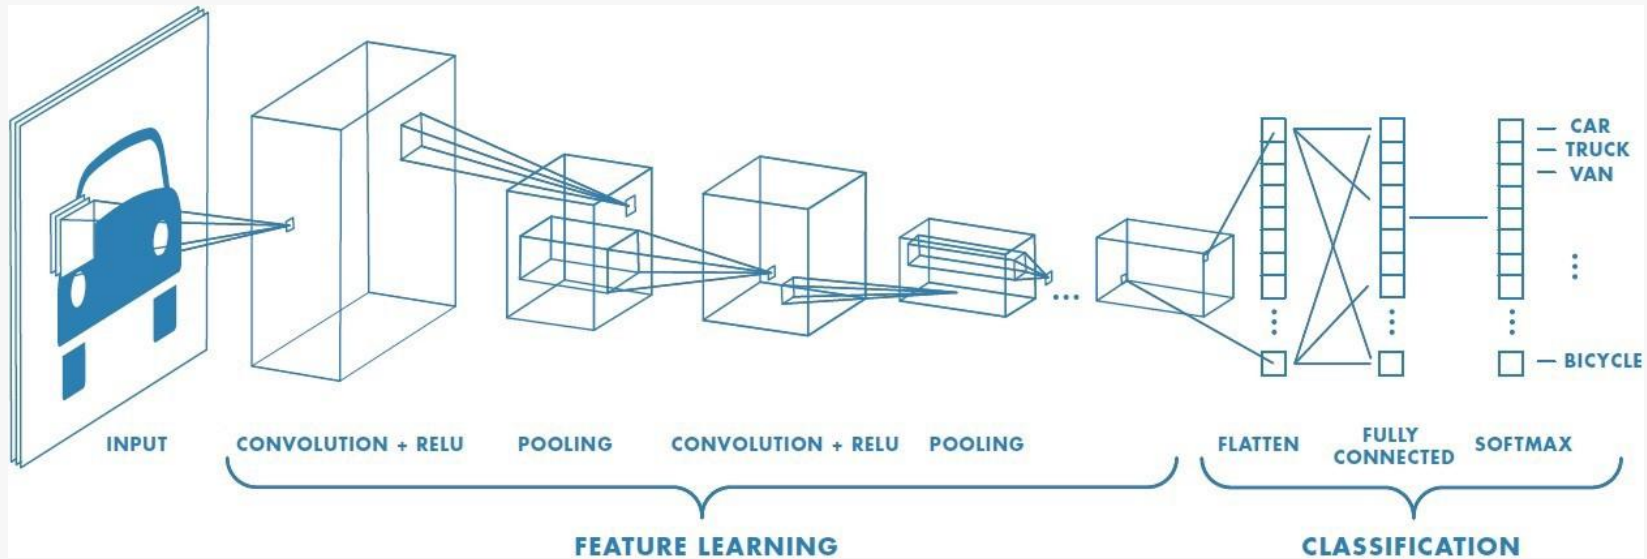 CAR
TRUCK
VAN
BICYCLE
INPUT
CONVOLUTION + RELU
POOLING
CONVOLUTION + RELU
POOLING
FLATTEN
FULLY
CONNECTED
SOFTMAX
FEATURE LEARNING
CLASSIFICATION